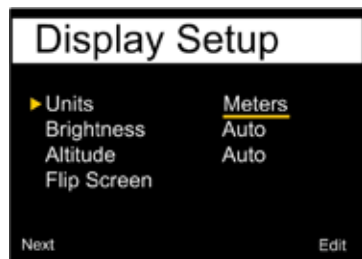 Display Setup
Units Meters
Brightness Auto
Altitude Auto
Flip Screen
Next Edit